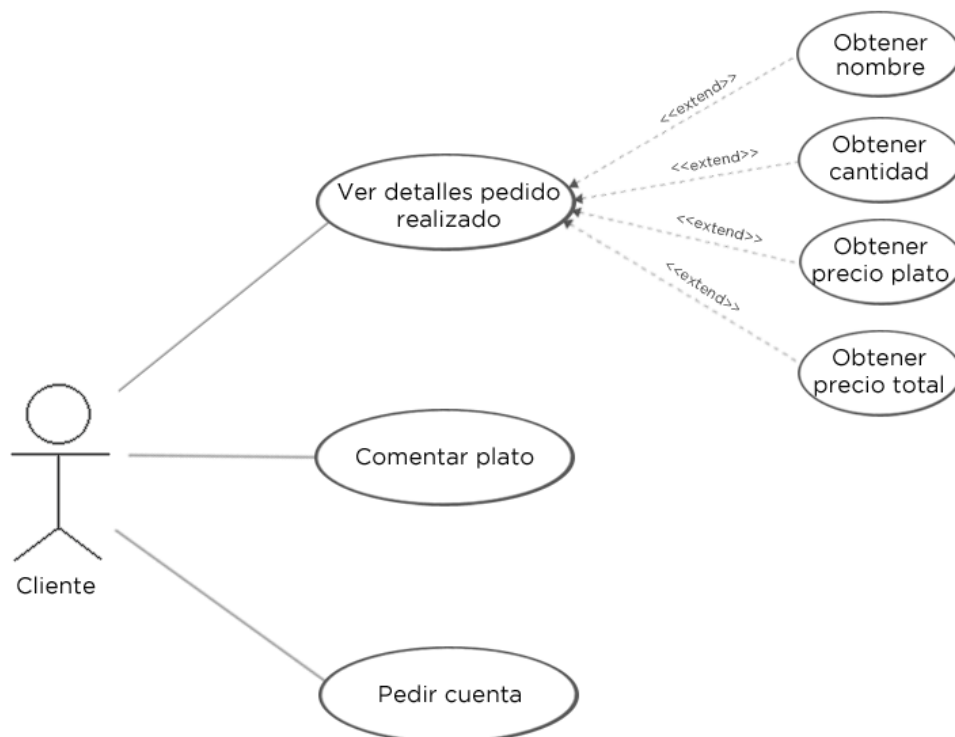 Obtener
nombre
<<extend>>
Obtener
cantidad
<<extend>>
Ver detalles pedido
realizado
<<extend>>
Obtener
precio plato
<<extend>>
Obtener
precio total
Comentar plato
Cliente
Pedir cuenta